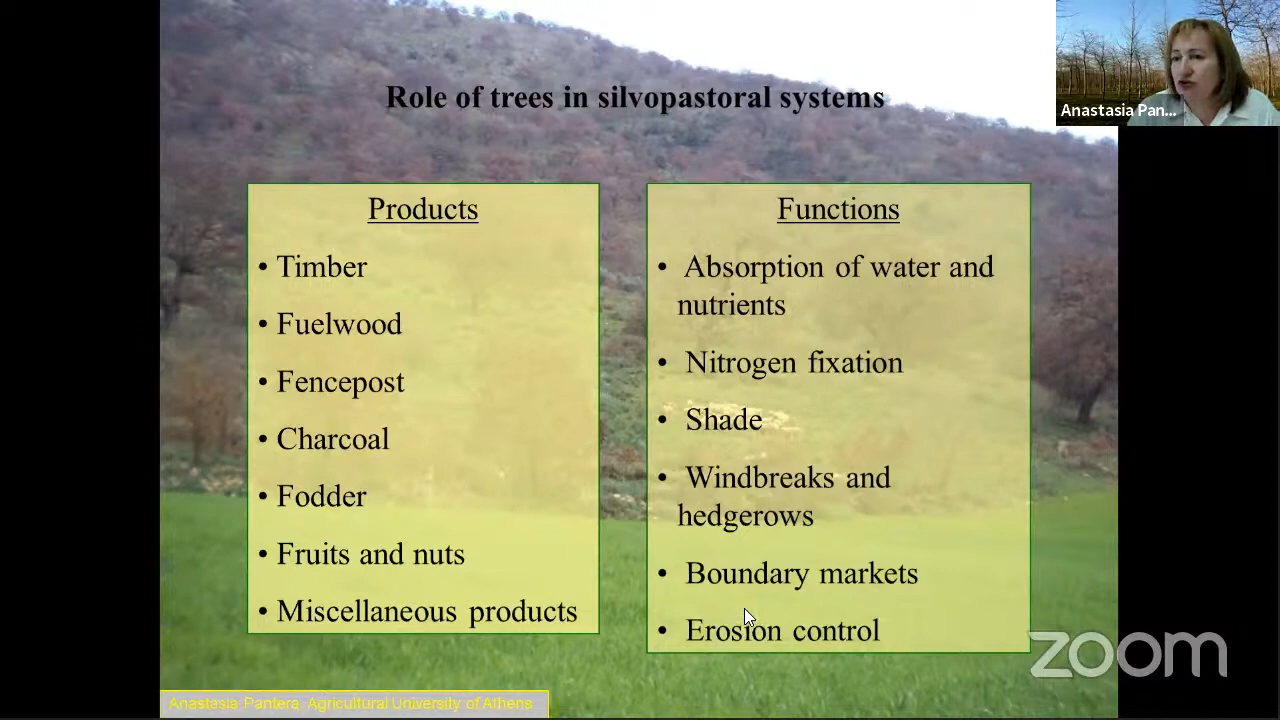 Role of trees in silvopastoral systems
Anastasia Pan...
Products
• Timber
• Fuelwood
• Fencepost
• Charcoal
• Fodder
• Fruits and nuts
• Miscellaneous products
Functions
• Absorption of water and
nutrients
• Nitrogen fixation
• Shade
• Windbreaks and
hedgerows
• Boundary markets
• Erosion control
zoom
Anastasia Pantera, Agricultural University of Athens